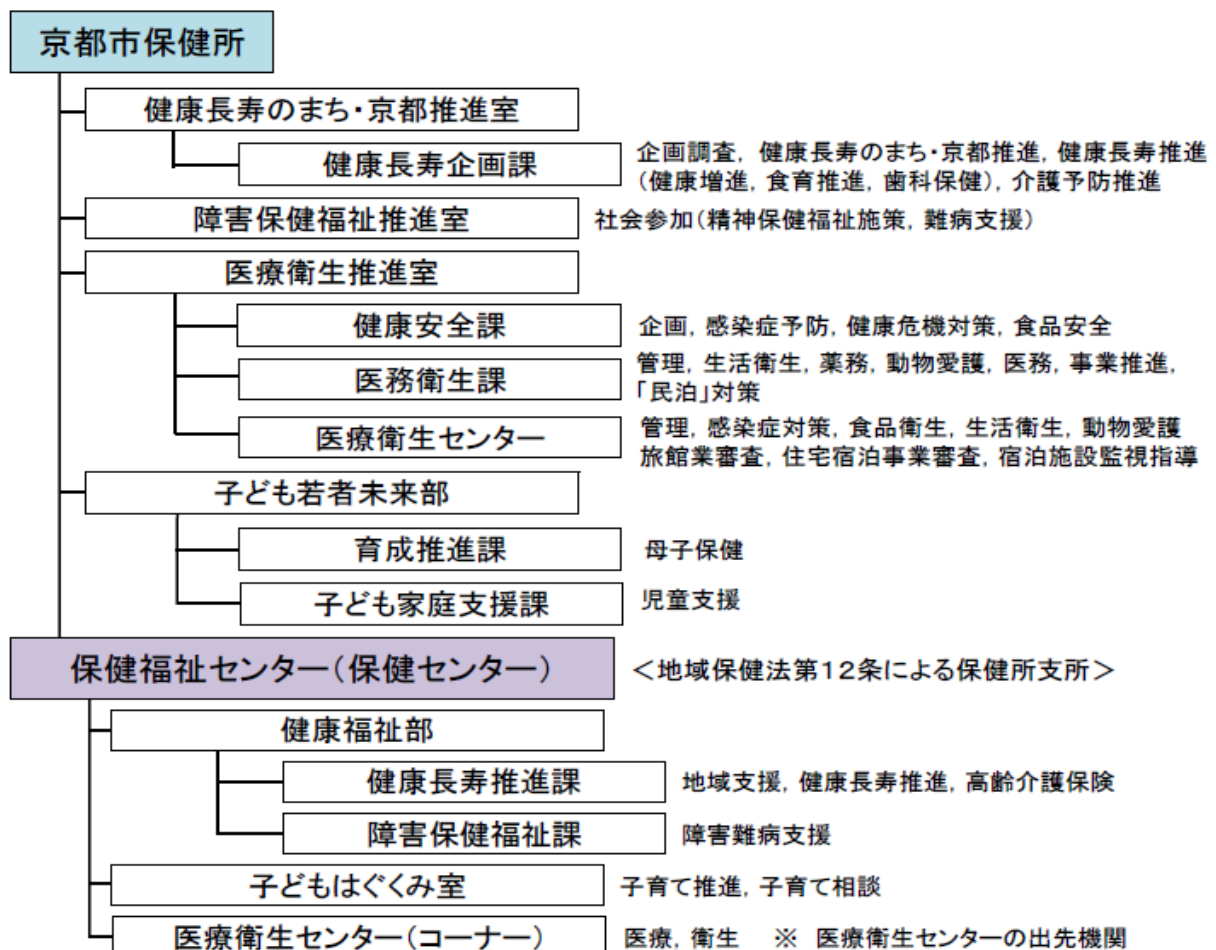 京都市保健所
健康長寿のまち・京都推進室
健康長寿企画課
企画調査，健康長寿のまち・京都推進，健康長寿推進
（健康増進，食育推進，歯科保健），介護予防推進
障害保健福祉推進室
社会参加（精神保健福祉施策，難病支援）
医療衛生推進室
健康安全課
企画，感染症予防，健康危機対策，食品安全
医務衛生課
管理，生活衛生，薬務，動物愛護，医務，事業推進，
「民泊」対策
医療衛生センター
管理，感染症対策，食品衛生，生活衛生，動物愛護
旅館業審査，住宅宿泊事業審査，宿泊施設監視指導
子ども若者未来部
育成推進課
母子保健
子ども家庭支援課
児童支援
保健福祉センター（保健センター）
＜地域保健法第１２条による保健所支所＞
健康福祉部
健康長寿推進課
地域支援，健康長寿推進，高齢介護保険
障害保健福祉課
障害難病支援
子どもはぐくみ室
子育て推進，子育て相談
医療衛生センター（コーナー）
医療，衛生　※　医療衛生センターの出先機関